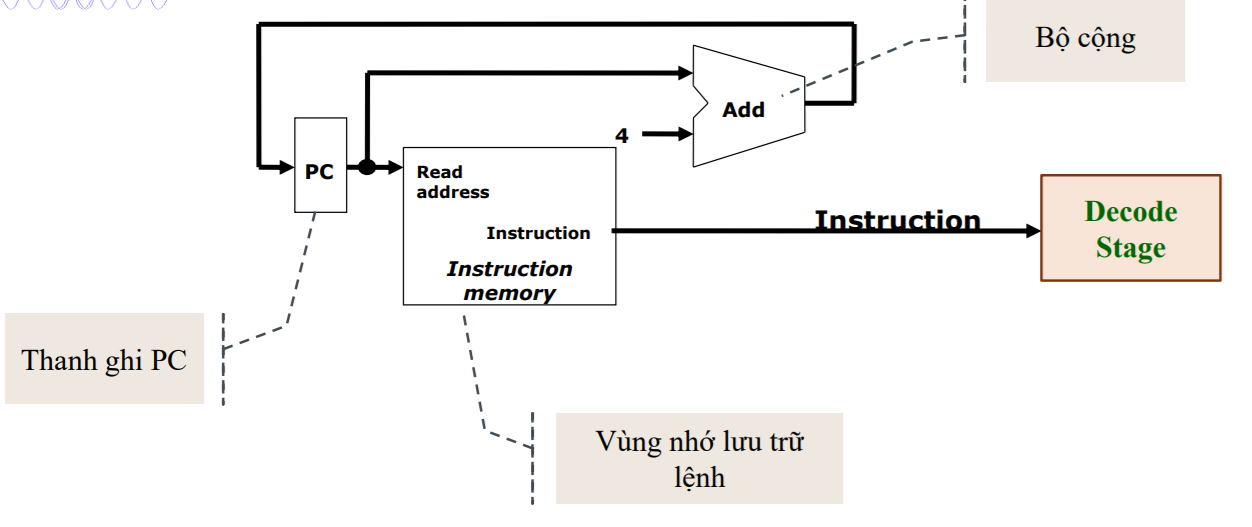 Bộ cộng
Add
4
PC
Read
address
Instruction
Instruction
memory
Instruction
Decode
Stage
Thanh ghi PC
Vùng nhớ lưu trữ
lệnh